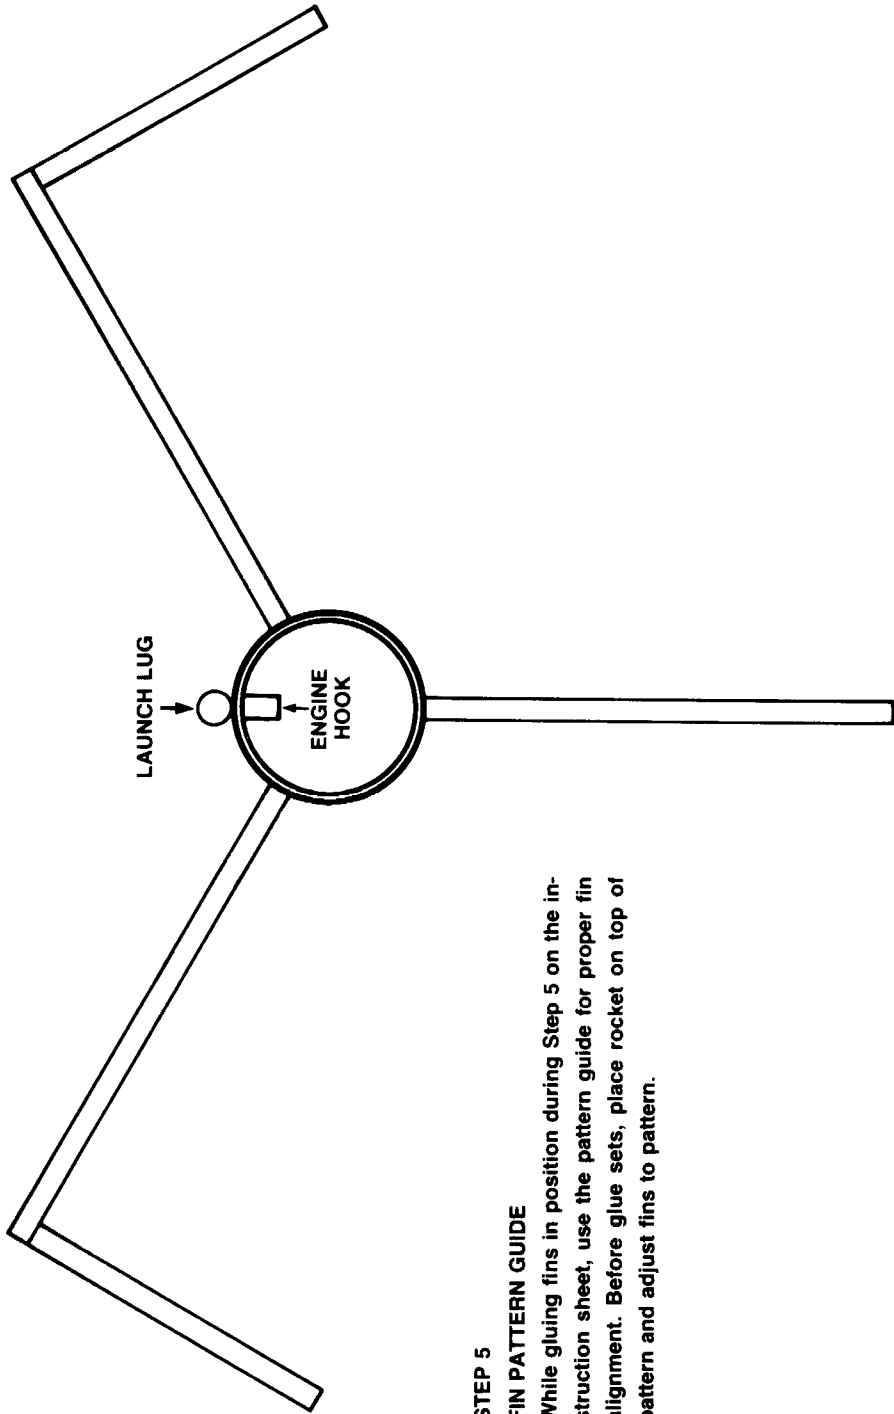 LAUNCH LUG
ENGINE
HOOK
STEP 5
FIN PATTERN GUIDE
While gluing fins in position during Step 5 on the in-
struction sheet, use the pattern guide for proper fin
alignment. Before glue sets, place rocket on top of
pattern and adjust fins to pattern.